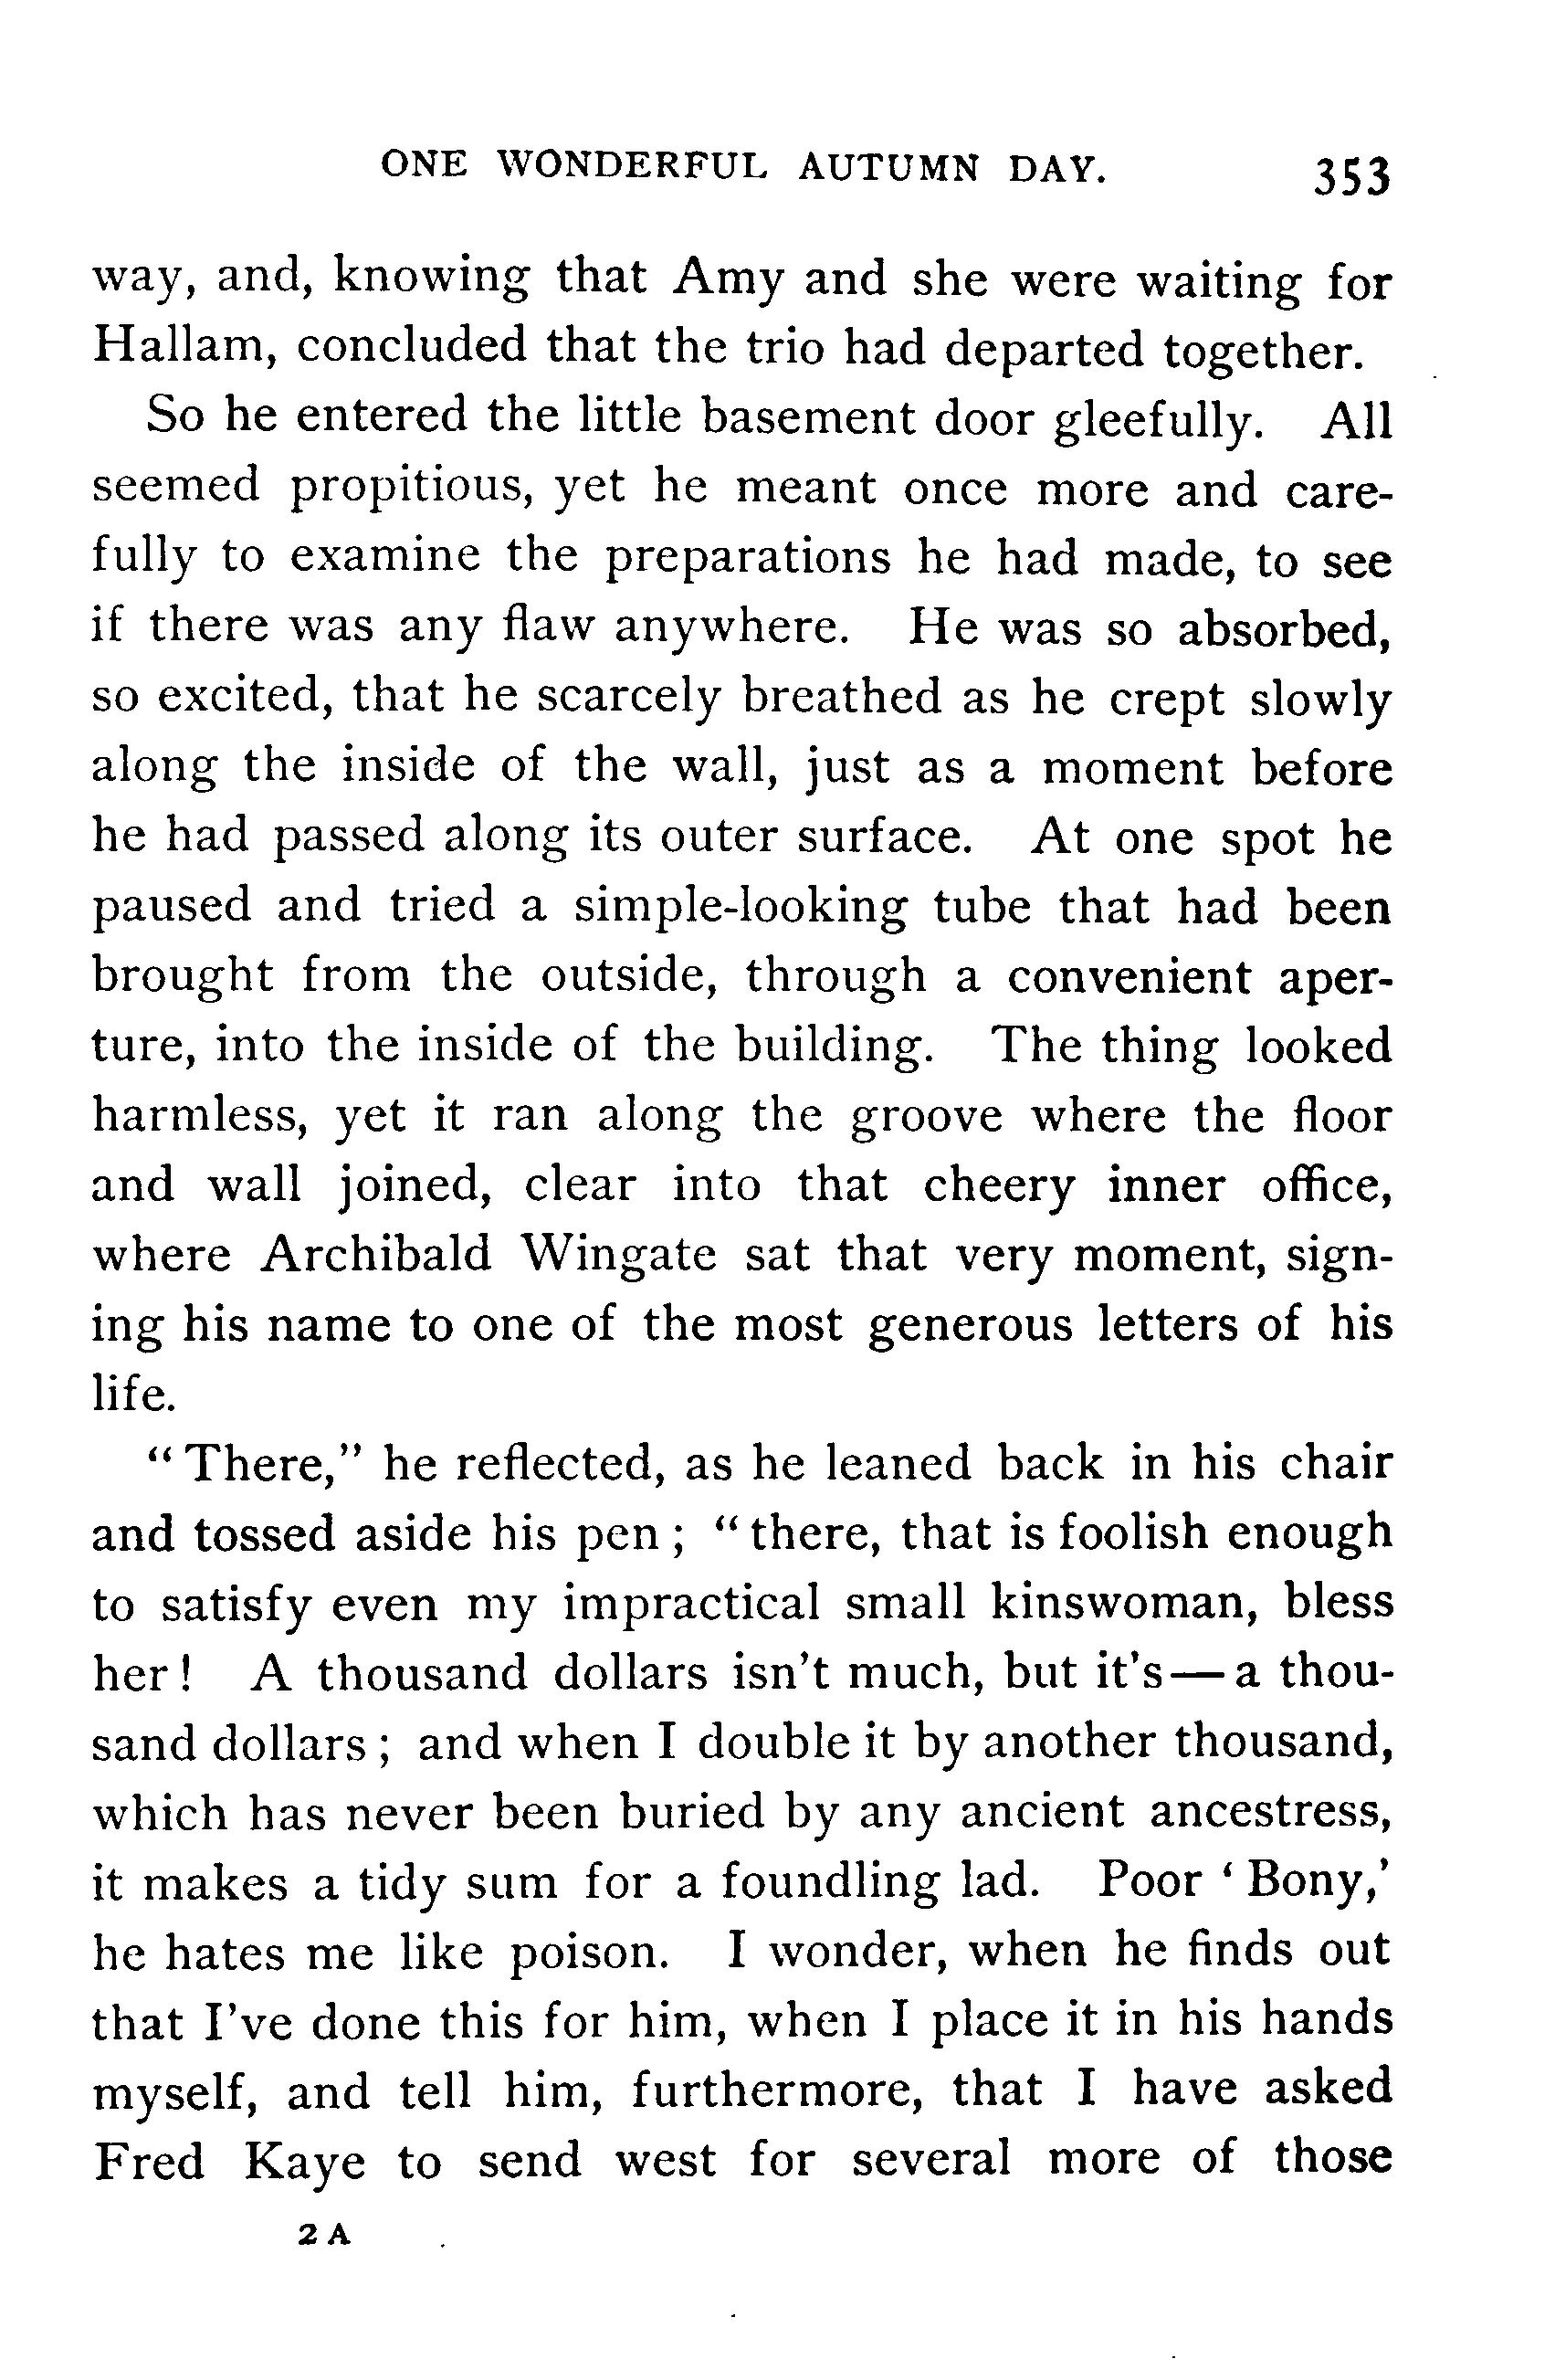 ONE WONDERFUL AUTUMN DAY. 353
way, and, knowing that Amy and she were waiting for
Hallam, concluded that the trio had departed together.
So he entered the little basement door gleefully. All
seemed propitious, yet he meant once more and care-
fully to examine the preparations he had made, to see
if there was any flaw anywhere. He was so absorbed,
so excited, that he scarcely breathed as he crept slowly
along the inside of the wall, just as a moment before
he had passed along its outer surface. At one spot he
paused and tried a simple-looking tube that had been
brought from the outside, through a convenient aper-
ture, into the inside of the building. The thing looked
harmless, yet it ran along the groove where the floor
and wall joined, clear into that cheery inner office,
where Archibald Wingate sat that very moment, sign-
ing his name to one of the most generous letters of his
life.
“ There,” he reflected, as he leaned back in his chair
and tossed aside his pen ; “ there, that is foolish enough
to satisfy even my impractical small kinswoman, bless
her ! A thousand dollars isn’t much, but it’s — a thou-
sand dollars ; and when I double it by another thousand,
which has never been buried by any ancient ancestress,
it makes a tidy sum for a foundling lad. Poor ‘ Bony,’
he hates me like poison. I wonder, when he finds out
that I’ve done this for him, when I place it in his hands
myself, and tell him, furthermore, that I have asked
Fred Kaye to send west for several more of those
2 A